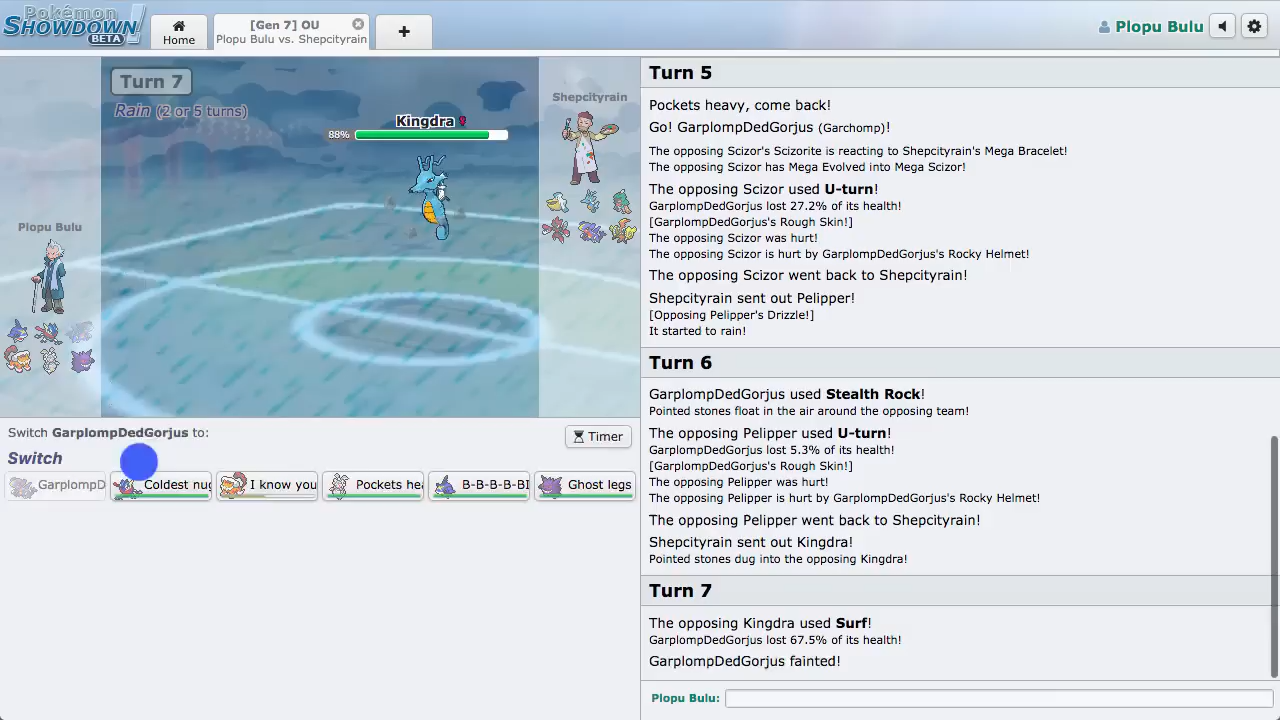 Pokémon
SHOWDOWN!
BETA
Home
[Gen 7] OU
Plopu Bulu vs. Shepcityrain
+
Plopu Bulu
Turn 7
Rain (2 or 5 turns)
Kingdra
88%
Shepcityrain
Plopu Bulu
Switch GarplompDedGorjus to:
Timer
Switch
GarplompD
Coldest nug
I know you
Pockets hea
B-B-B-B-BI
Ghost legs
Turn 5
Pockets heavy, come back!
Go! GarplompDedGorjus (Garchomp)!
The opposing Scizor's Scizorite is reacting to Shepcityrain's Mega Bracelet!
The opposing Scizor has Mega Evolved into Mega Scizor!
The opposing Scizor used U-turn!
GarplompDedGorjus lost 27.2% of its health!
[GarplompDedGorjus's Rough Skin!]
The opposing Scizor was hurt!
The opposing Scizor is hurt by GarplompDedGorjus's Rocky Helmet!
The opposing Scizor went back to Shepcityrain!
Shepcityrain sent out Pelipper!
[Opposing Pelipper's Drizzle!]
It started to rain!
Turn 6
GarplompDedGorjus used Stealth Rock!
Pointed stones float in the air around the opposing team!
The opposing Pelipper used U-turn!
GarplompDedGorjus lost 5.3% of its health!
[GarplompDedGorjus's Rough Skin!]
The opposing Pelipper was hurt!
The opposing Pelipper is hurt by GarplompDedGorjus's Rocky Helmet!
The opposing Pelipper went back to Shepcityrain!
Shepcityrain sent out Kingdra!
Pointed stones dug into the opposing Kingdra!
Turn 7
The opposing Kingdra used Surf!
GarplompDedGorjus lost 67.5% of its health!
GarplompDedGorjus fainted!
Plopu Bulu: